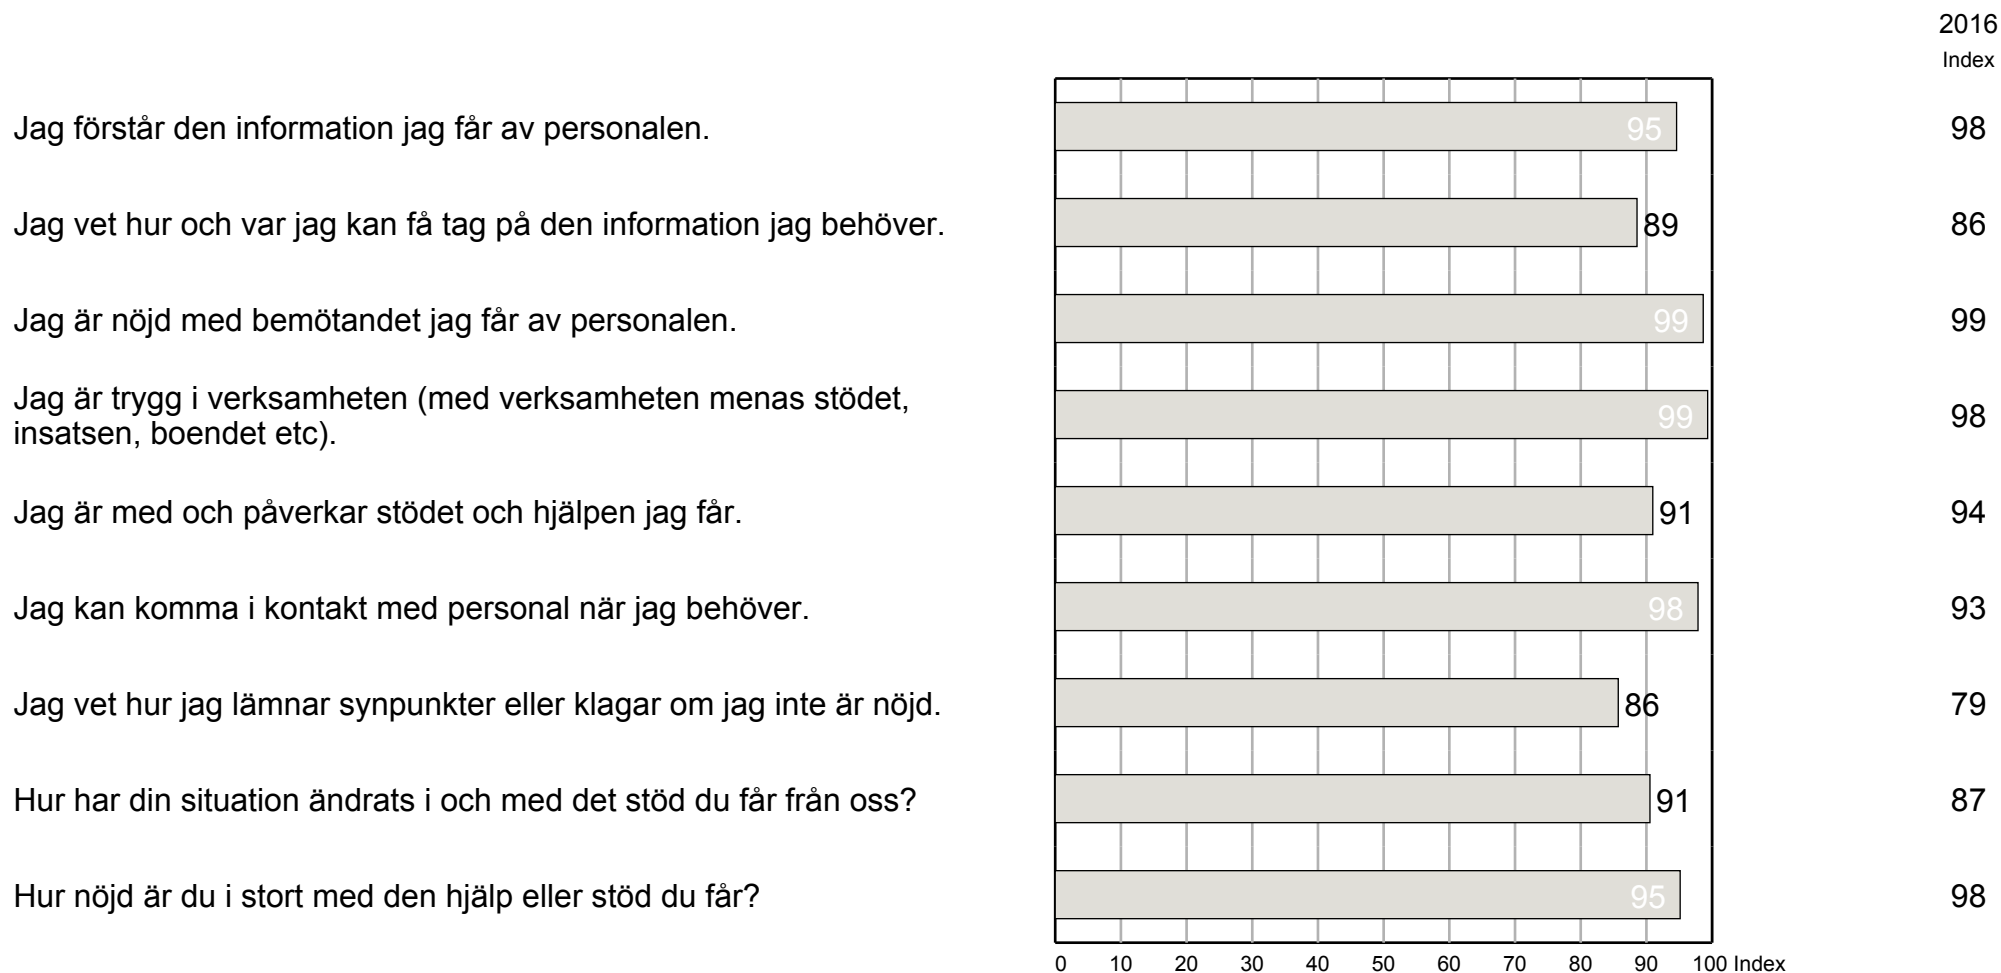 2016
Index
Jag förstår den information jag får av personalen. 95 98
Jag vet hur och var jag kan få tag på den information jag behöver. 89 86
Jag är nöjd med bemötandet jag får av personalen. 99 99
Jag är trygg i verksamheten (med verksamheten menas stödet,
insatsen, boendet etc). 99 98
Jag är med och påverkar stödet och hjälpen jag får. 91 94
Jag kan komma i kontakt med personal när jag behöver. 98 93
Jag vet hur jag lämnar synpunkter eller klagar om jag inte är nöjd. 86 79
Hur har din situation ändrats i och med det stöd du får från oss? 91 87
Hur nöjd är du i stort med den hjälp eller stöd du får? 95 98
0 10 20 30 40 50 60 70 80 90 100 Index